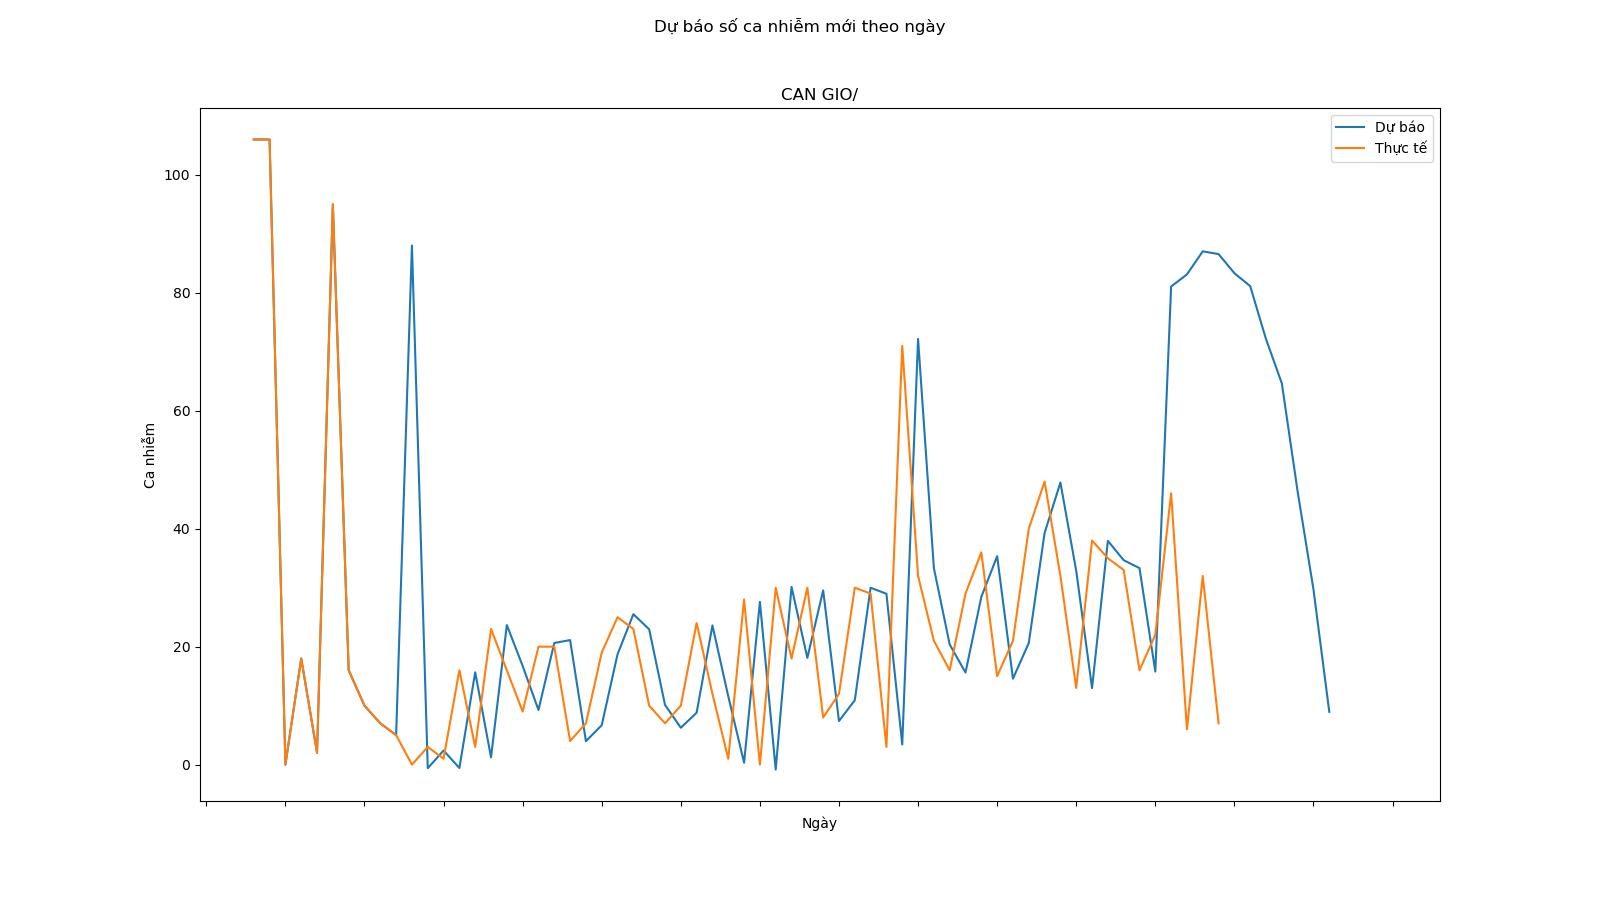 Dự báo số ca nhiễm mới theo ngày
CAN GIO/
Dự báo
Thực tế
100
80
60
40
20
0
Ca nhiễm
Ngày